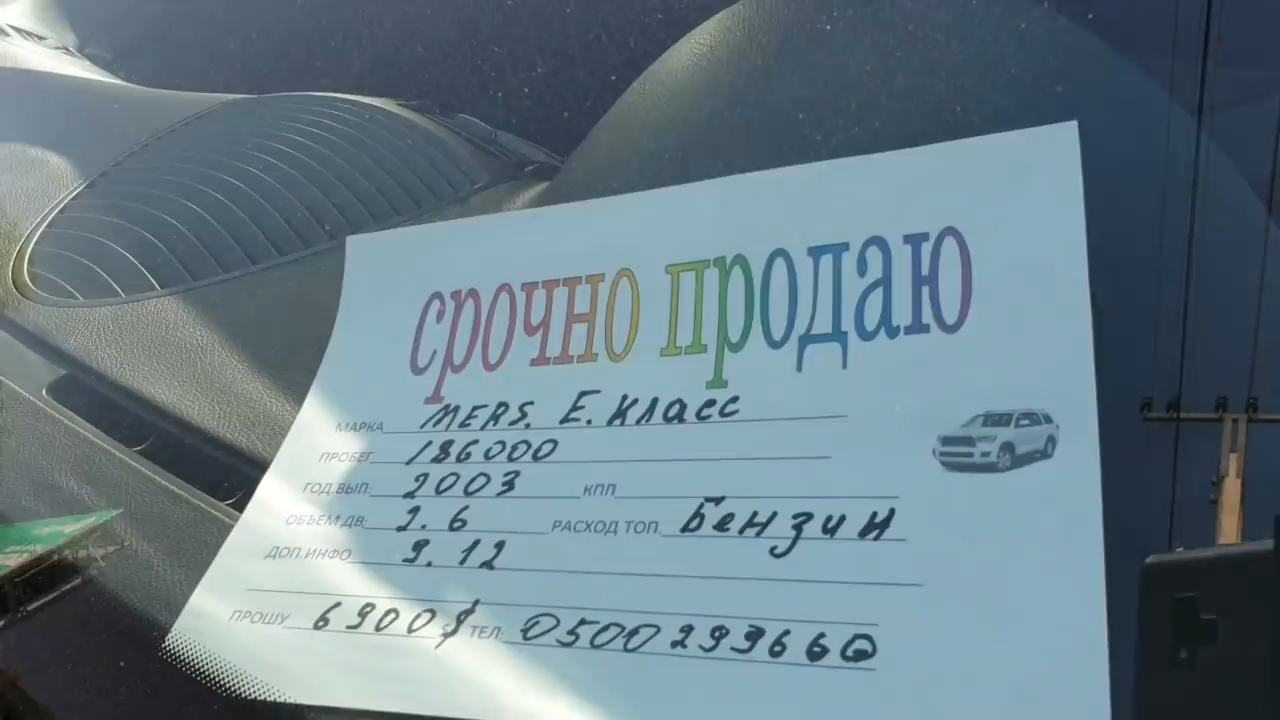 срочно продаю
МАРКА MERS. E. класс
ПРОБЕГ 186000
ГОД.ВЫП: 2003 КПП
ОБЪЕМ ДВ: 2.6 РАСХОД ТОП. Бензин
ДОП.ИНФО 9.12
ПРОШУ 6900$ ТЕЛ: 0500299660